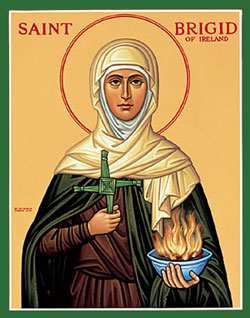 SAINT BRIGID
OF IRELAND